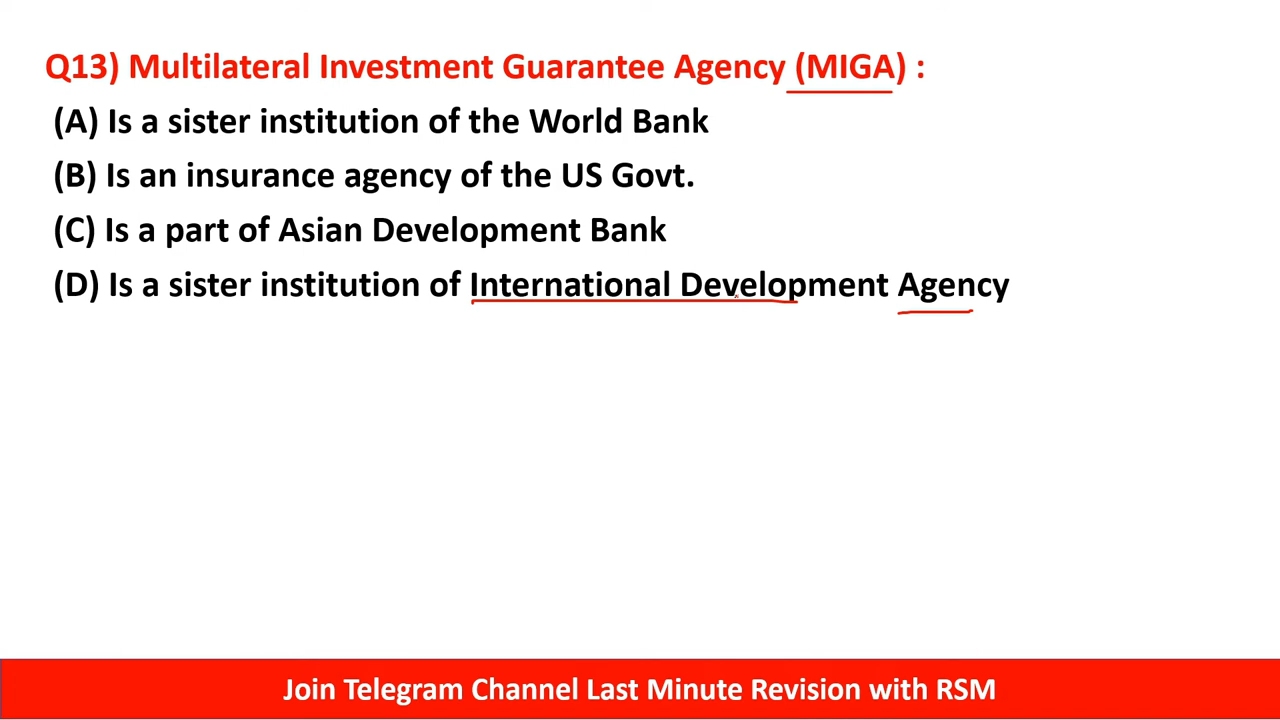 Q13) Multilateral Investment Guarantee Agency (MIGA) :
(A) Is a sister institution of the World Bank
(B) Is an insurance agency of the US Govt.
(C) Is a part of Asian Development Bank
(D) Is a sister institution of International Development Agency
Join Telegram Channel Last Minute Revision with RSM